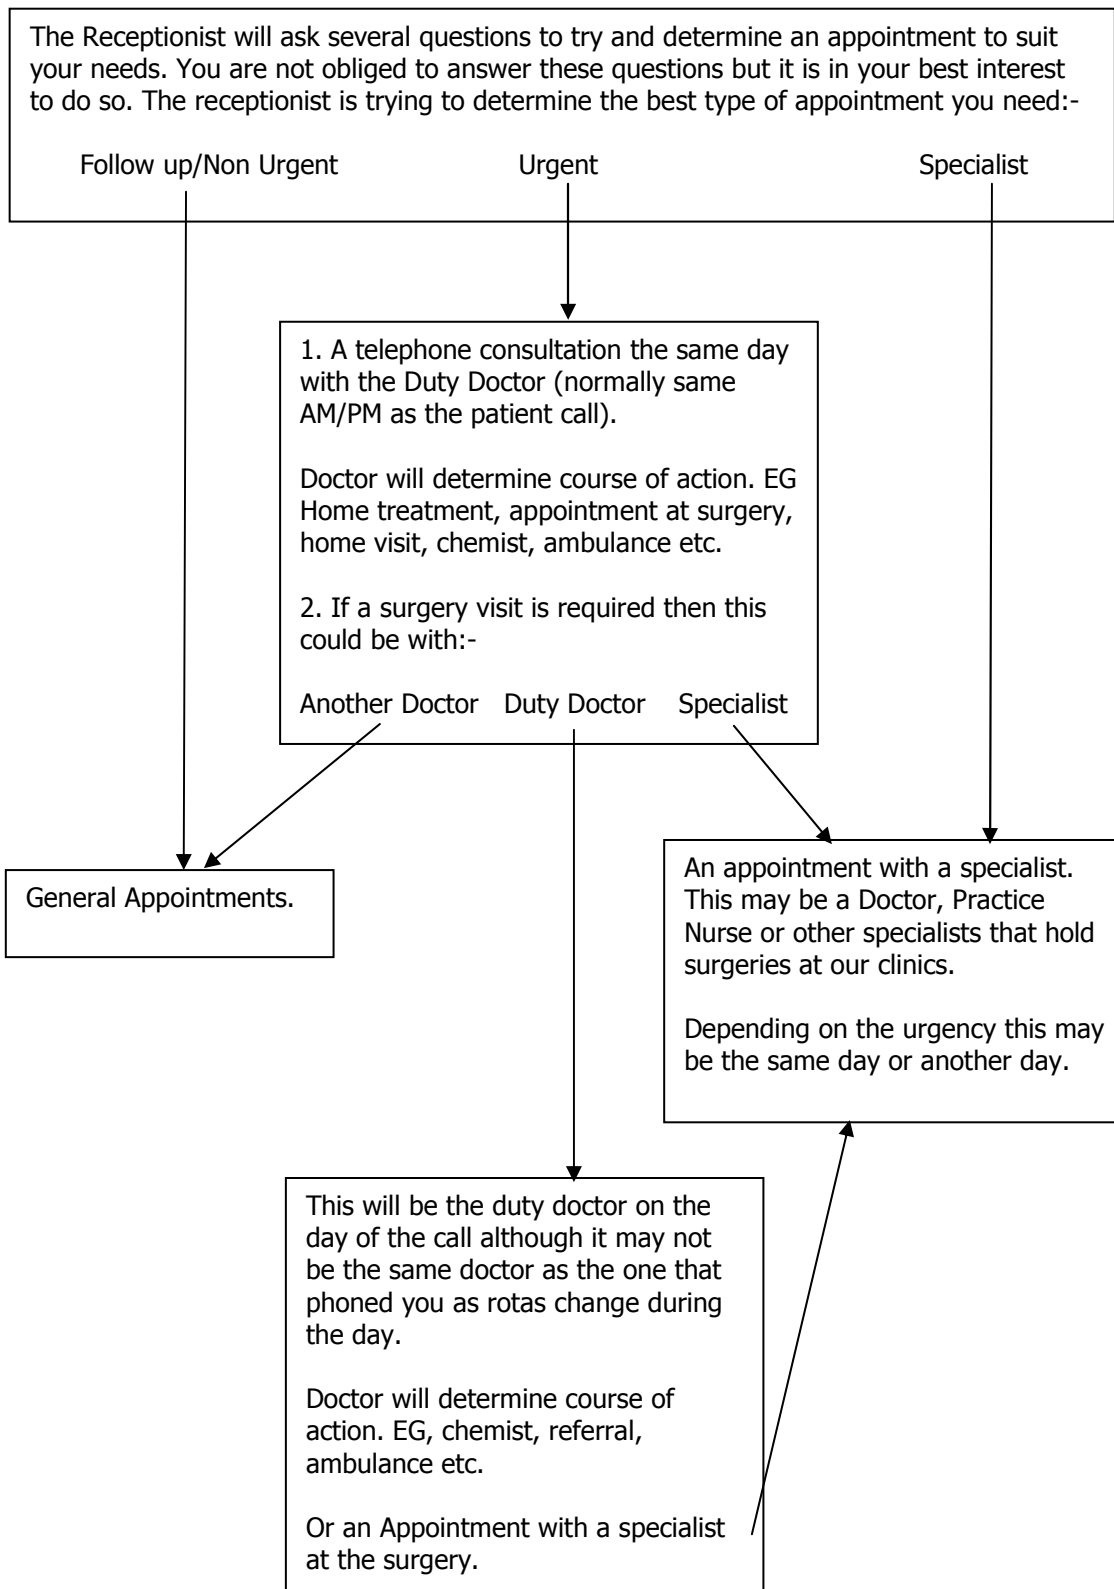 The Receptionist will ask several questions to try and determine an appointment to suit
your needs. You are not obliged to answer these questions but it is in your best interest
to do so. The receptionist is trying to determine the best type of appointment you need:-
Follow up/Non Urgent Urgent Specialist
1. A telephone consultation the same day
with the Duty Doctor (normally same
AM/PM as the patient call).
Doctor will determine course of action. EG
Home treatment, appointment at surgery,
home visit, chemist, ambulance etc.
2. If a surgery visit is required then this
could be with:-
Another Doctor Duty Doctor Specialist
General Appointments.
An appointment with a specialist.
This may be a Doctor, Practice
Nurse or other specialists that hold
surgeries at our clinics.
Depending on the urgency this may
be the same day or another day.
This will be the duty doctor on the
day of the call although it may not
be the same doctor as the one that
phoned you as rotas change during
the day.
Doctor will determine course of
action. EG, chemist, referral,
ambulance etc.
Or an Appointment with a specialist
at the surgery.